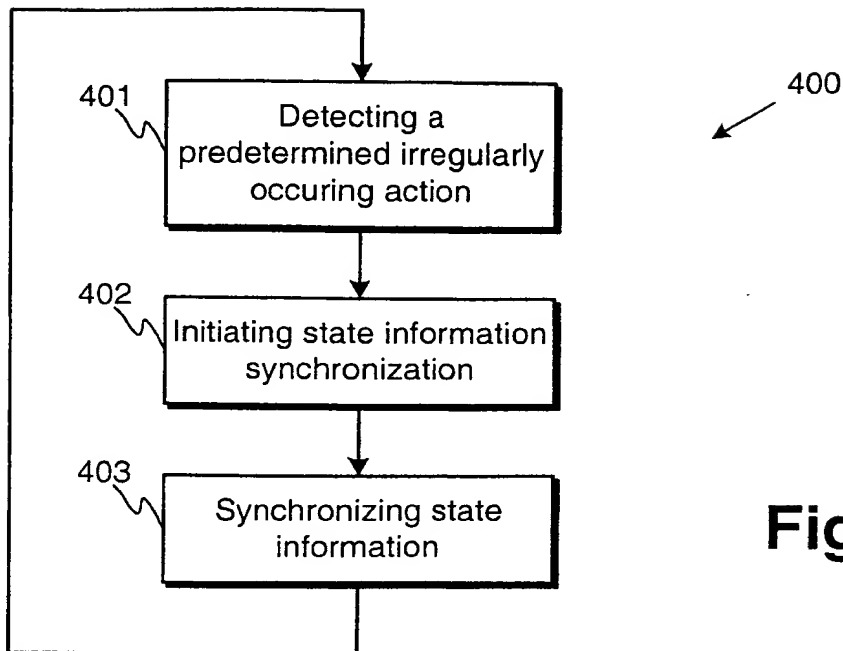 400
401
Detecting a
predetermined irregularly
occuring action
402
Initiating state information
synchronization
403
Synchronizing state
information
Fig